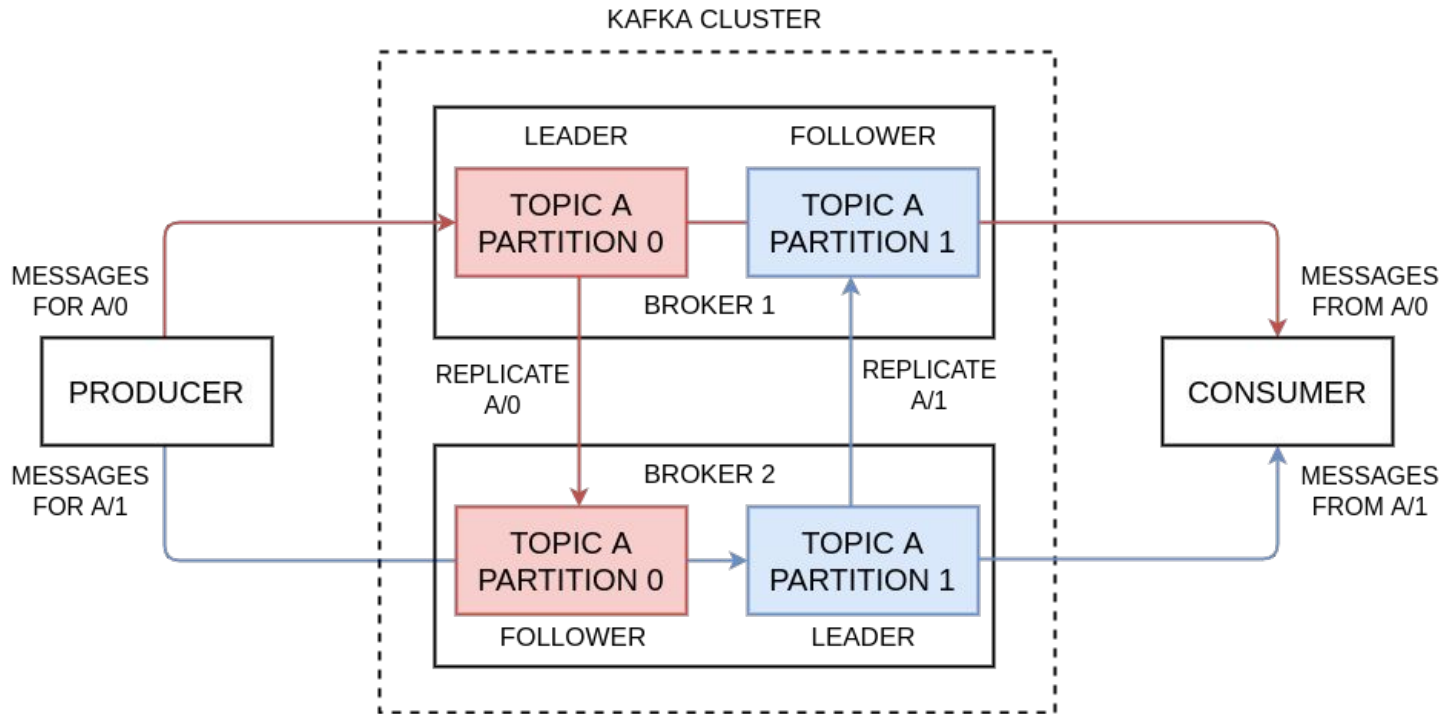 KAFKA CLUSTER
LEADER
FOLLOWER
TOPIC A
PARTITION 0
TOPIC A
PARTITION 1
BROKER 1
MESSAGES
FOR A/0
MESSAGES
FROM A/0
PRODUCER
REPLICATE
A/0
REPLICATE
A/1
CONSUMER
MESSAGES
FOR A/1
BROKER 2
MESSAGES
FROM A/1
TOPIC A
PARTITION 0
TOPIC A
PARTITION 1
FOLLOWER
LEADER